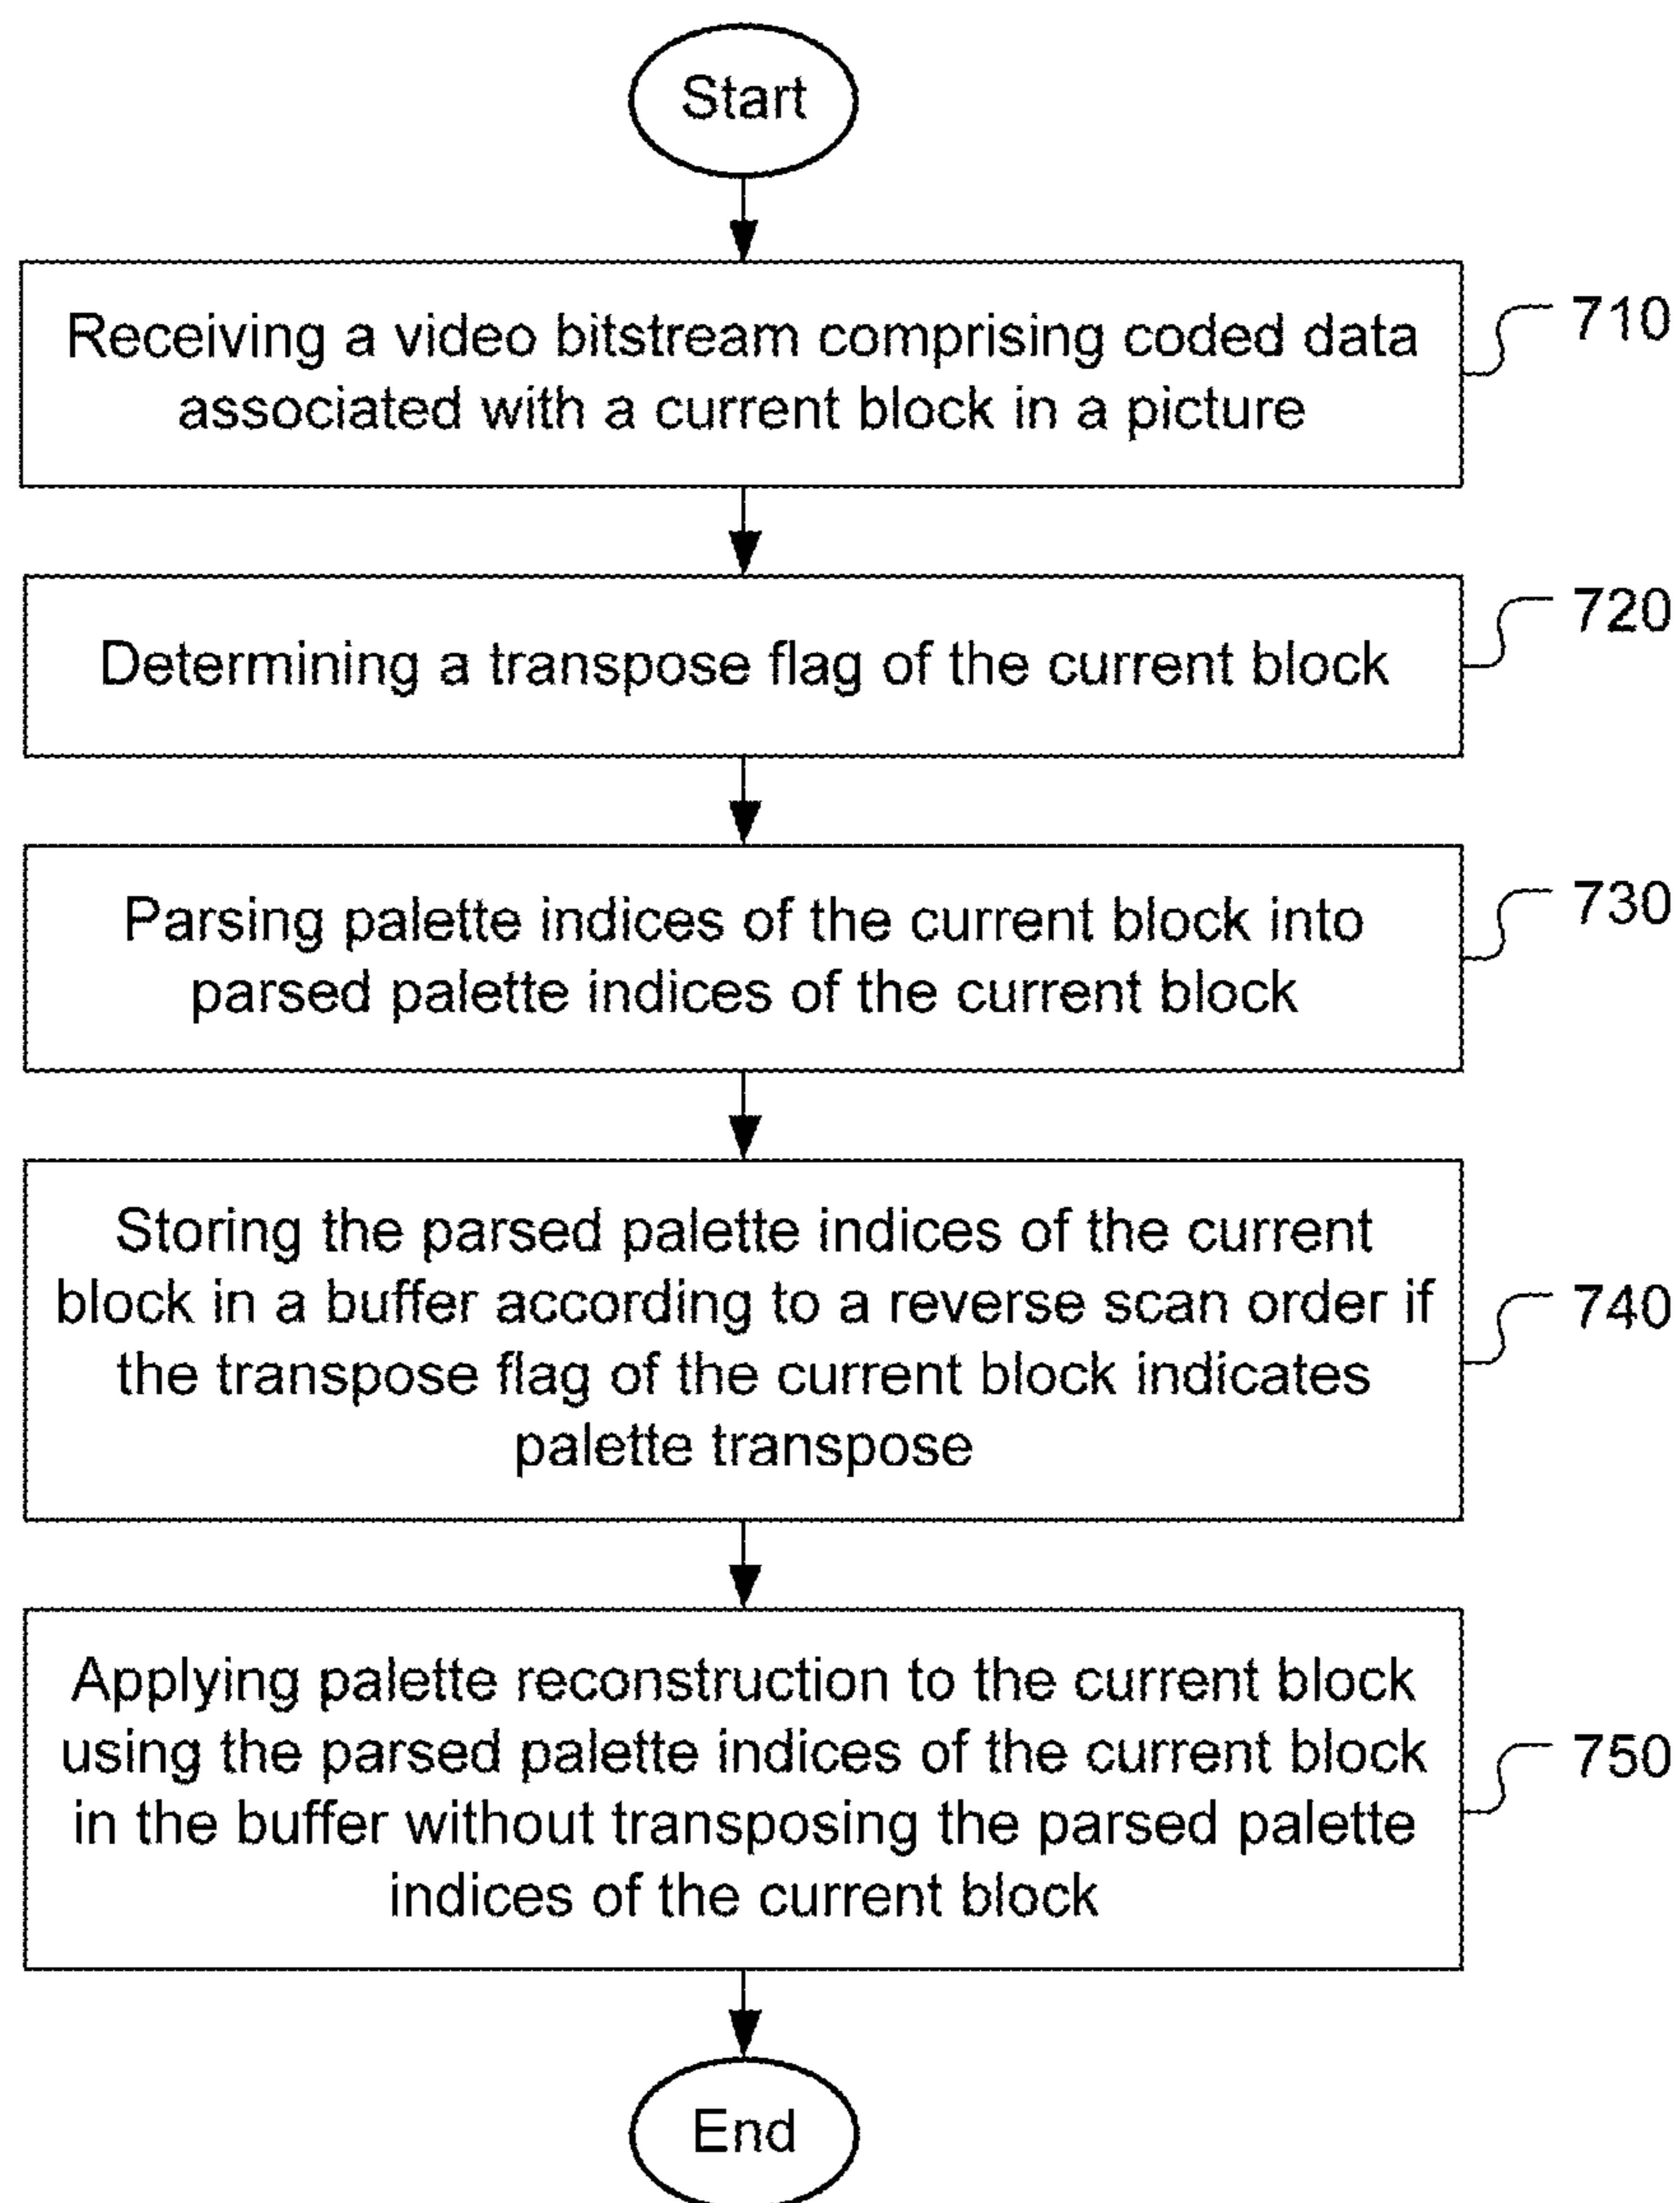 Start
Receiving a video bitstream comprising coded data
associated with a current block in a picture
710
Determining a transpose flag of the current block
720
Parsing palette indices of the current block into
parsed palette indices of the current block
730
Storing the parsed palette indices of the current
block in a buffer according to a reverse scan order if
the transpose flag of the current block indicates
palette transpose
740
Applying palette reconstruction to the current block
using the parsed palette indices of the current block
in the buffer without transposing the parsed palette
indices of the current block
750
End